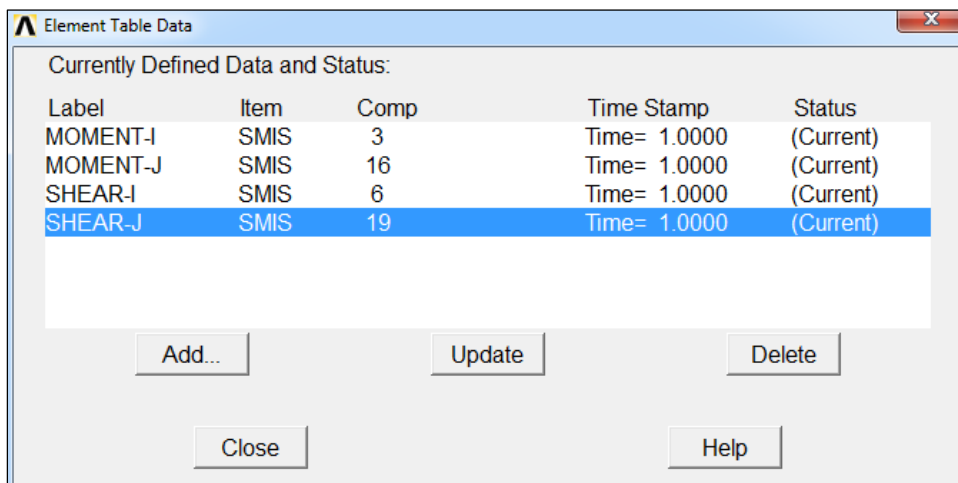 Element Table Data
Currently Defined Data and Status:
Label Item Comp Time Stamp Status
MOMENT-I SMIS 3 Time= 1.0000 (Current)
MOMENT-J SMIS 16 Time= 1.0000 (Current)
SHEAR-I SMIS 6 Time= 1.0000 (Current)
SHEAR-J SMIS 19 Time= 1.0000 (Current)
Add... Update Delete
Close Help